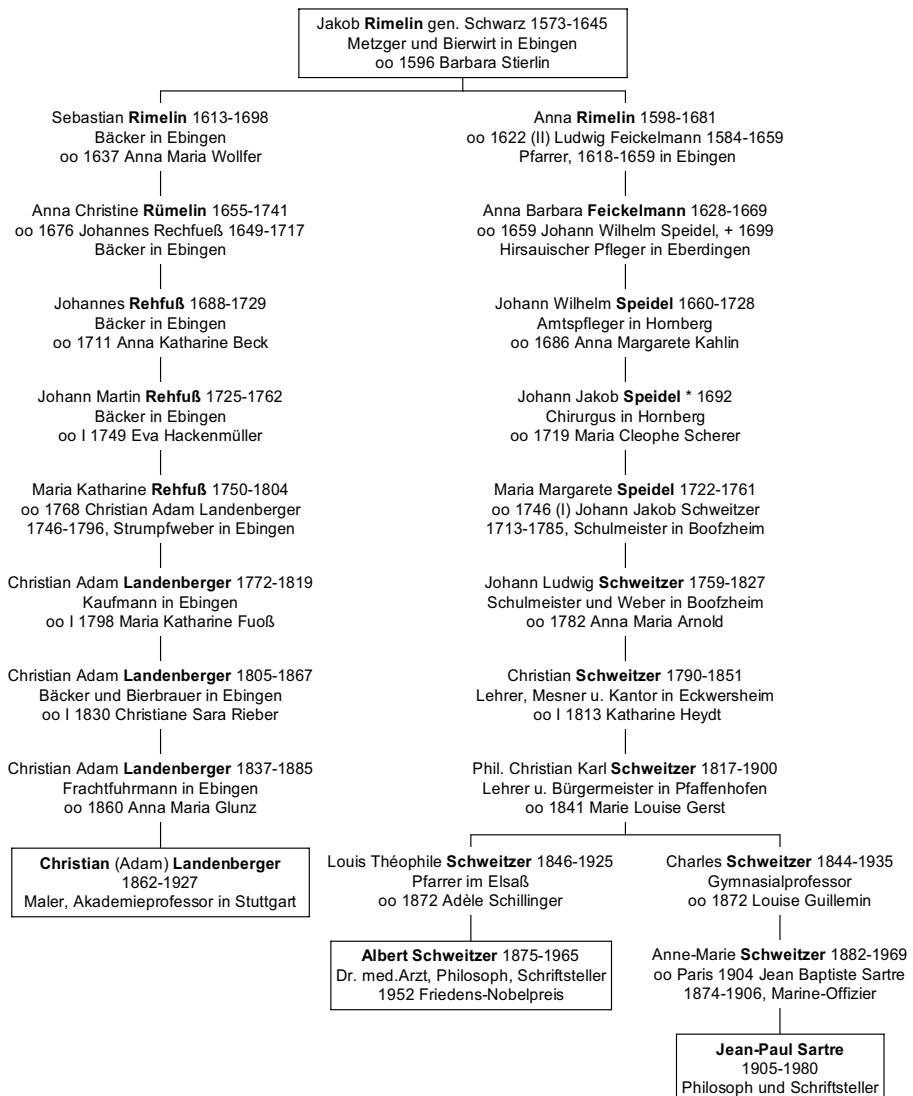 Jakob Rimelin gen. Schwarz 1573-1645
Metzger und Bierwirt in Ebingen
oo 1596 Barbara Stierlin
Sebastian Rimelin 1613-1698
Bäcker in Ebingen
oo 1637 Anna Maria Wollfer
Anna Christine Rümelin 1655-1741
oo 1676 Johannes Rechfueß 1649-1717
Bäcker in Ebingen
Johannes Rehfuß 1688-1729
Bäcker in Ebingen
oo 1711 Anna Katharine Beck
Johann Martin Rehfuß 1725-1762
Bäcker in Ebingen
oo I 1749 Eva Hackenmüller
Maria Katharine Rehfuß 1750-1804
oo 1768 Christian Adam Landenberger
1746-1796, Strumpfweber in Ebingen
Christian Adam Landenberger 1772-1819
Kaufmann in Ebingen
oo I 1798 Maria Katharine Fuoß
Christian Adam Landenberger 1805-1867
Bäcker und Bierbrauer in Ebingen
oo I 1830 Christiane Sara Rieber
Christian Adam Landenberger 1837-1885
Frachtfuhrmann in Ebingen
oo 1860 Anna Maria Glunz
Christian (Adam) Landenberger
1862-1927
Maler, Akademieprofessor in Stuttgart
Anna Rimelin 1598-1681
oo 1622 (II) Ludwig Feickelmann 1584-1659
Pfarrer, 1618-1659 in Ebingen
Anna Barbara Feickelmann 1628-1669
oo 1659 Johann Wilhelm Speidel, + 1699
Hirsauischer Pfleger in Eberdingen
Johann Wilhelm Speidel 1660-1728
Amtspfleger in Hornberg
oo 1686 Anna Margarete Kahlin
Johann Jakob Speidel * 1692
Chirurgus in Hornberg
oo 1719 Maria Cleophe Scherer
Maria Margarete Speidel 1722-1761
oo 1746 (I) Johann Jakob Schweitzer
1713-1785, Schulmeister in Boofzheim
Johann Ludwig Schweitzer 1759-1827
Schulmeister und Weber in Boofzheim
oo 1782 Anna Maria Arnold
Christian Schweitzer 1790-1851
Lehrer, Mesner u. Kantor in Eckwersheim
oo I 1813 Katharine Heydt
Phil. Christian Karl Schweitzer 1817-1900
Lehrer u. Bürgermeister in Pfaffenhofen
oo 1841 Marie Louise Gerst
Louis Théophile Schweitzer 1846-1925
Pfarrer im Elsaß
oo 1872 Adèle Schillinger
Albert Schweitzer 1875-1965
Dr. med.Arzt, Philosoph, Schriftsteller
1952 Friedens-Nobelpreis
Charles Schweitzer 1844-1935
Gymnasialprofessor
oo 1872 Louise Guillemin
Anne-Marie Schweitzer 1882-1969
oo Paris 1904 Jean Baptiste Sartre
1874-1906, Marine-Offizier
Jean-Paul Sartre
1905-1980
Philosoph und Schriftsteller